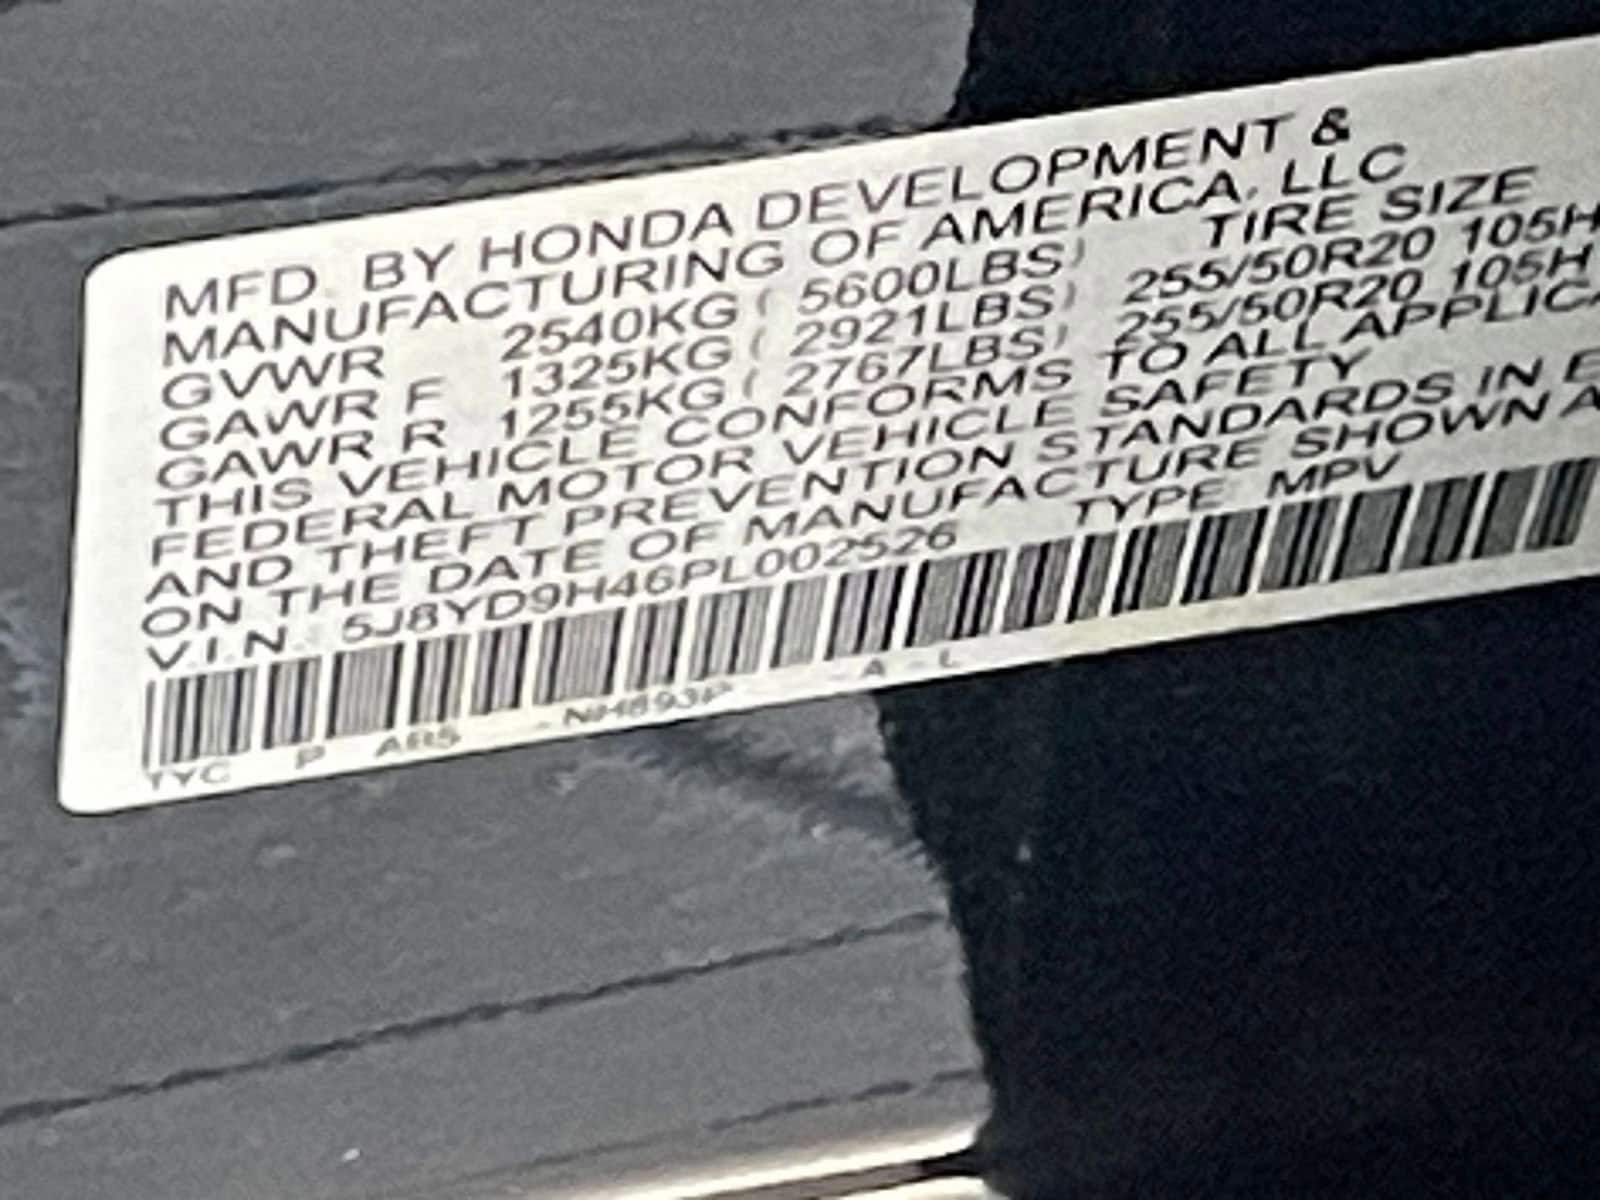 MFD. BY HONDA DEVELOPMENT &
MANUFACTURING OF AMERICA, LLC
GVWR 2540KG ( 5600LBS) TIRE SIZE
GAWR F 1325KG ( 2921LBS) 255/50R20 105H
GAWR R 1255KG ( 2767LBS) 255/50R20 105H
THIS VEHICLE CONFORMS TO ALL APPLICA
FEDERAL MOTOR VEHICLE SAFETY
AND THEFT PREVENTION STANDARDS IN E
ON THE DATE OF MANUFACTURE SHOWN A
V.I.N. 5J8YD9H46PL002526 TYPE MPV
TYC P AB5 - NH893P - A - L